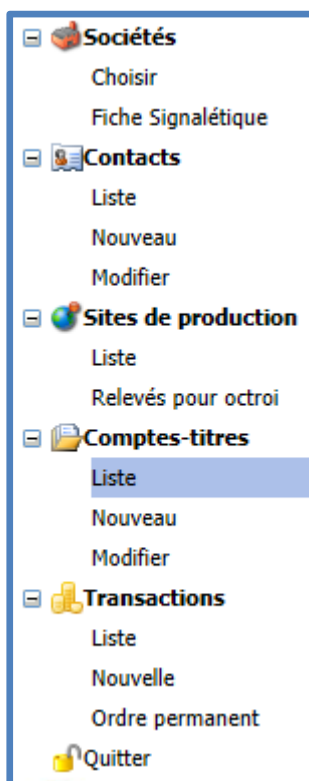 Sociétés
Choisir
Fiche Signalétique
Contacts
Liste
Nouveau
Modifier
Sites de production
Liste
Relevés pour octroi
Comptes-titres
Liste
Nouveau
Modifier
Transactions
Liste
Nouvelle
Ordre permanent
Quitter